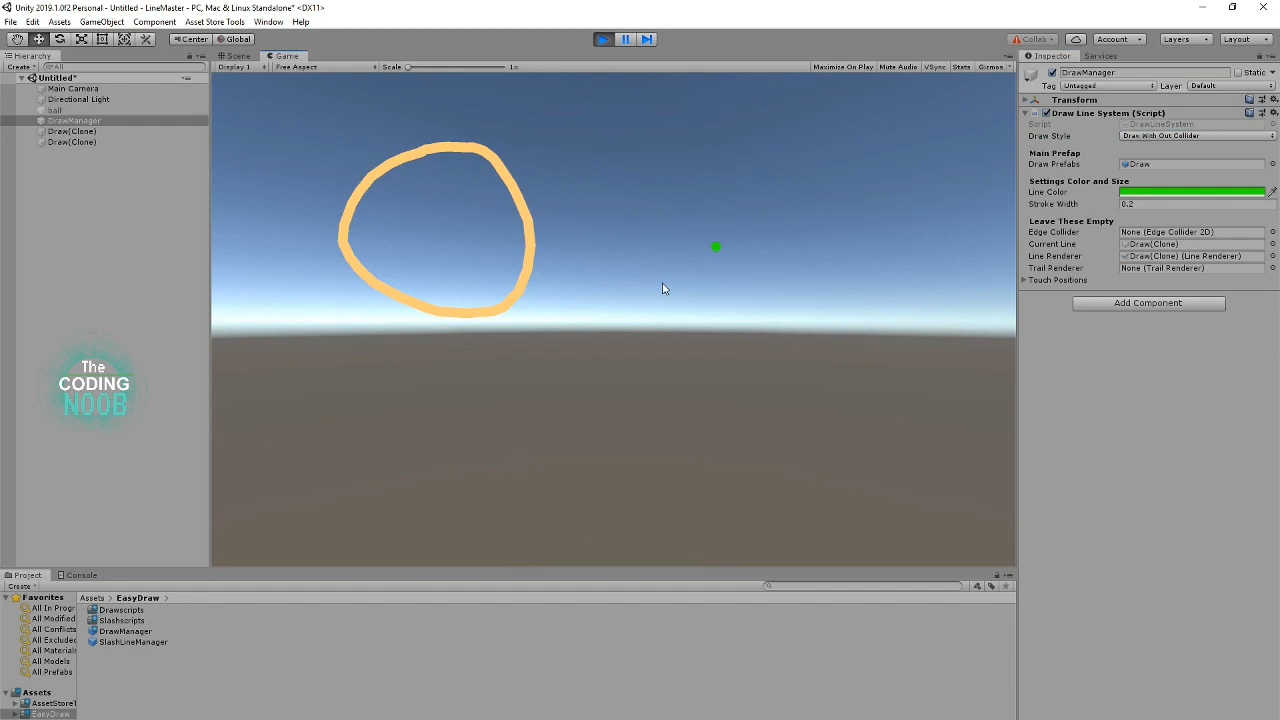 Unity 2019.1.0f2 Personal - Untitled - LineMaster - PC, Mac & Linux Standalone* <DX11>
File Edit Assets GameObject Component Asset Store Tools Window Help
Center Global Collab Account Layers Layout
Hierarchy
Create All
Untitled*
Main Camera
Directional Light
ball
DrawManager
Draw(Clone)
Draw(Clone)
The
CODING
NOOB
Scene Game
Display 1 Free Aspect Scale 1x Maximize On Play Mute Audio VSync Stats Gizmos
Inspector Services
DrawManager Static
Tag Untagged Layer Default
Transform
Draw Line System (Script)
Script DrawLineSystem
Draw Style Draw With Out Collider
Main Prefap
Draw Prefabs Draw
Settings Color and Size
Line Color
Stroke Width 0.2
Leave These Empty
Edge Collider None (Edge Collider 2D)
Current Line Draw(Clone)
Line Renderer Draw(Clone) (Line Renderer)
Trail Renderer None (Trail Renderer)
Touch Positions
Add Component
Project Console
Create
Favorites
All In Progr
All Modified
All Conflicts
All Exclude
All Material
All Models
All Prefabs
Assets
AssetStoreT
EasyDraw
Assets EasyDraw
Drawscripts
Slashscripts
DrawManager
SlashLineManager